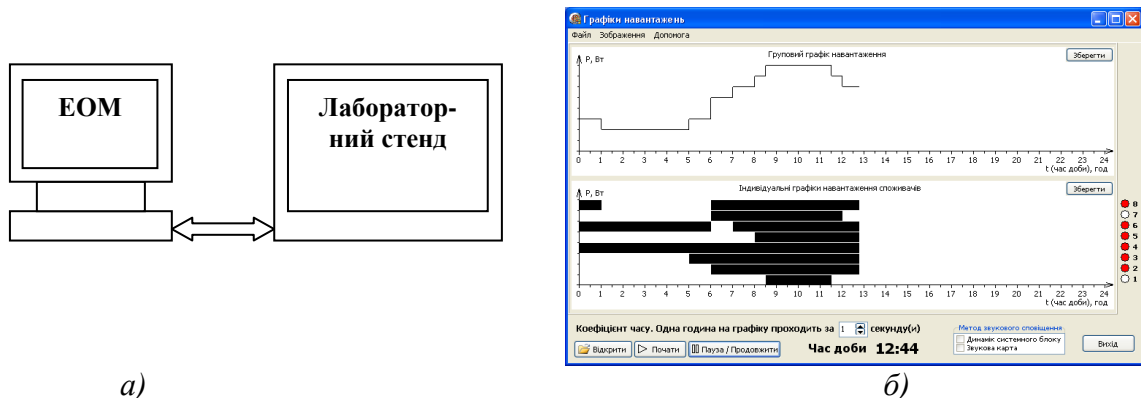 ЕОМ
Лаборатор-
ний стенд
а)
Графіки навантажень
Файл Зображення Допомога
P, Вт
Груповий графік навантаження
Зберегти
0 1 2 3 4 5 6 7 8 9 10 11 12 13 14 15 16 17 18 19 20 21 22 23 24
t (час доби), год
P, Вт
Індивідуальні графіки навантаження споживачів
Зберегти
8
7
6
5
4
3
2
1
0 1 2 3 4 5 6 7 8 9 10 11 12 13 14 15 16 17 18 19 20 21 22 23 24
t (час доби), год
Коефіцієнт часу. Одна година на графіку проходить за 1 секунду(и)
Відкрити Почати Пауза / Продовжити Час доби 12:44
Метод звукового сповіщення
Динамік системного блоку
Звукова карта
Вихід
б)